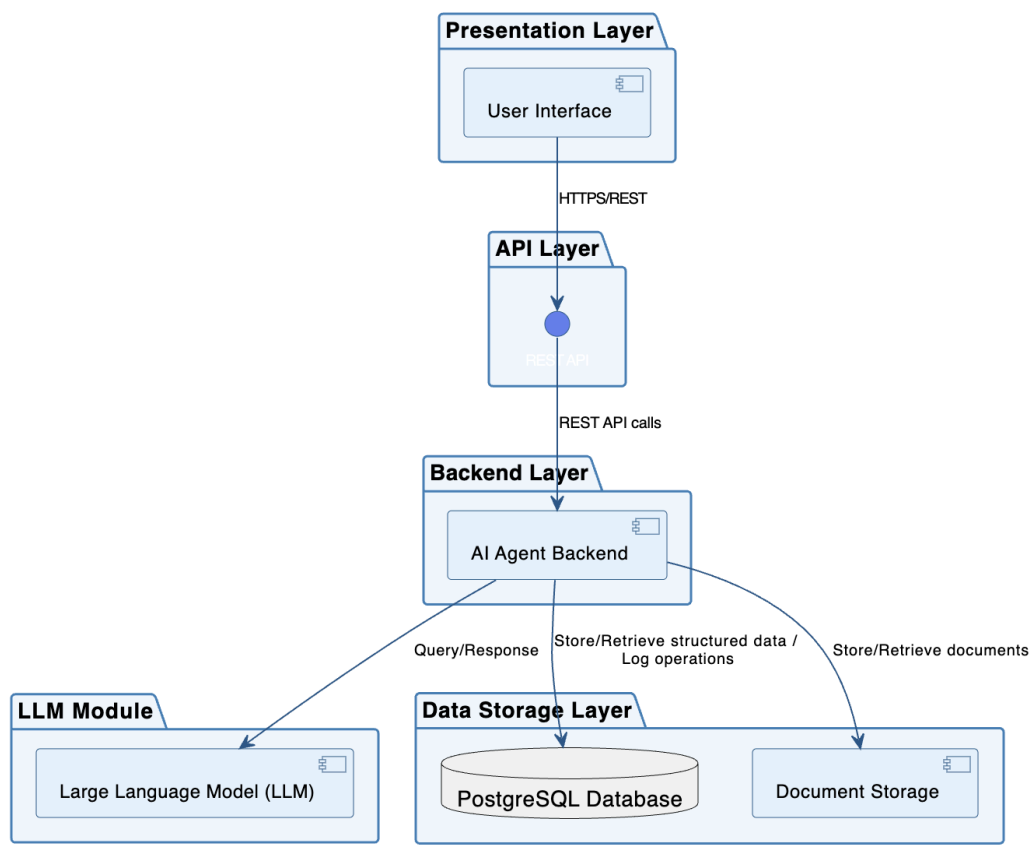 Presentation Layer
User Interface
HTTPS/REST
API Layer
REST API
REST API calls
Backend Layer
AI Agent Backend
Query/Response
Store/Retrieve structured data /
Log operations
Store/Retrieve documents
LLM Module
Large Language Model (LLM)
Data Storage Layer
PostgreSQL Database
Document Storage